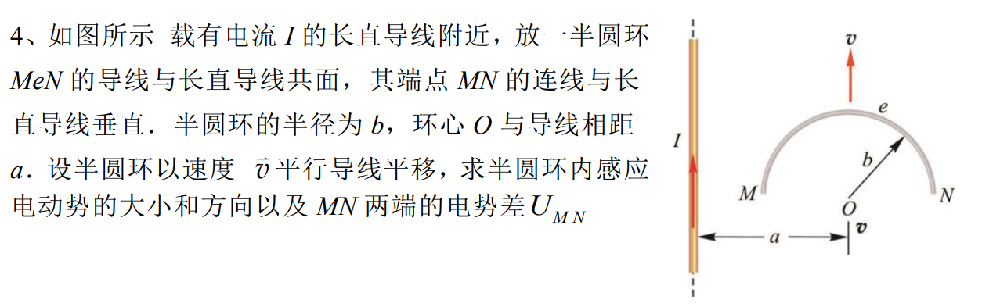 4、如图所示 载有电流 I 的长直导线附近，放一半圆环
MeN 的导线与长直导线共面，其端点 MN 的连线与长
直导线垂直．半圆环的半径为 b，环心 O 与导线相距
a．设半圆环以速度 v⃗ 平行导线平移，求半圆环内感应
电动势的大小和方向以及 MN 两端的电势差 U_MN
v
e
I
b
M
N
O
v
a